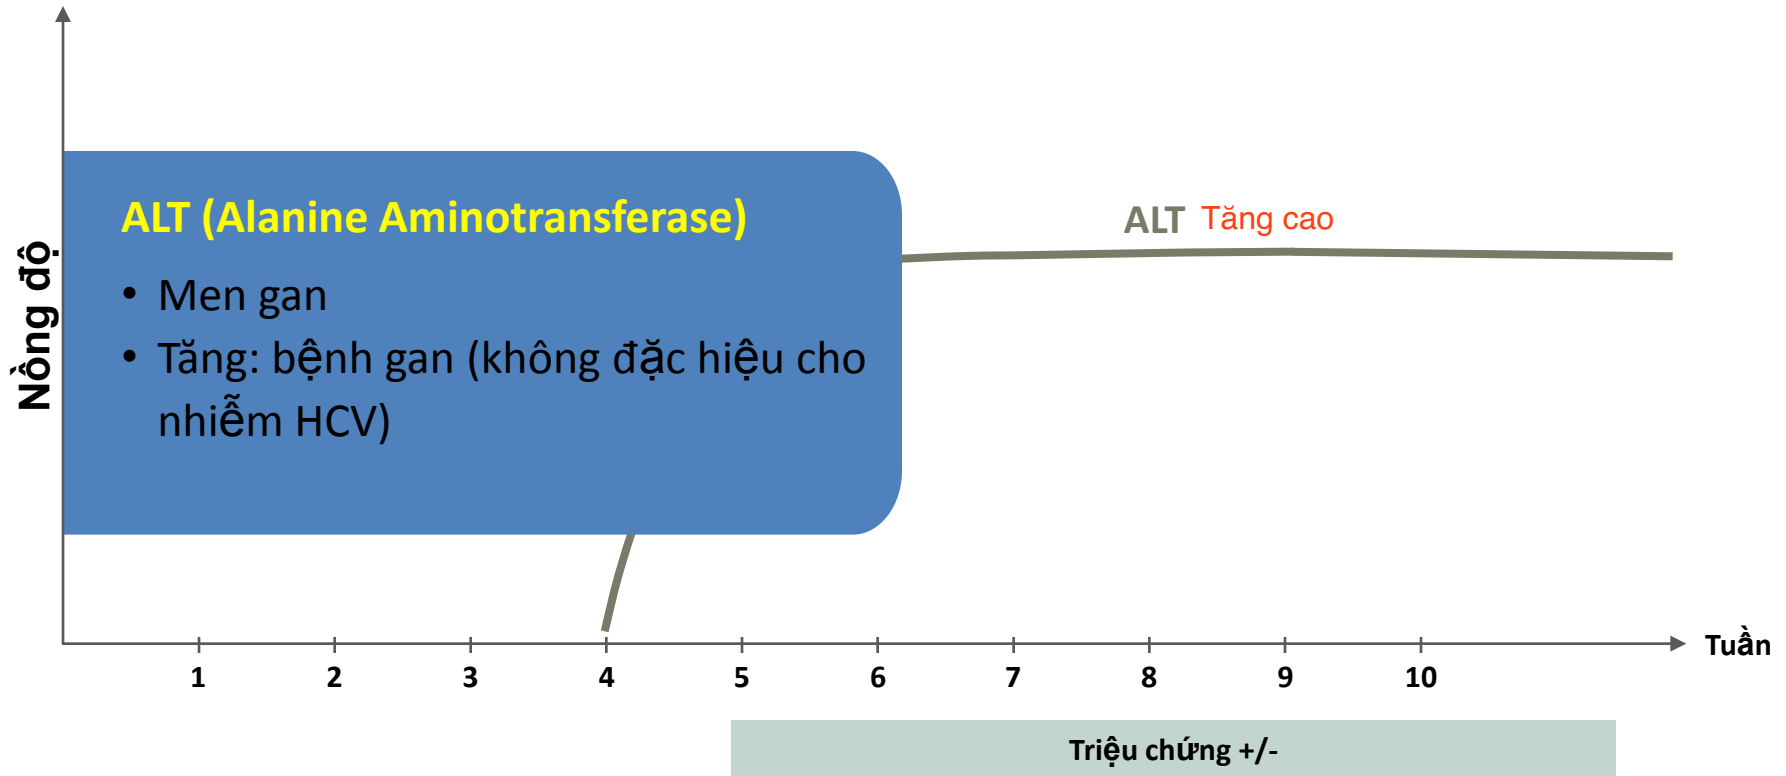 ALT (Alanine Aminotransferase)
• Men gan
• Tăng: bệnh gan (không đặc hiệu cho
nhiễm HCV)
ALT Tăng cao
Nồng độ
1 2 3 4 5 6 7 8 9 10
Tuần
Triệu chứng +/-